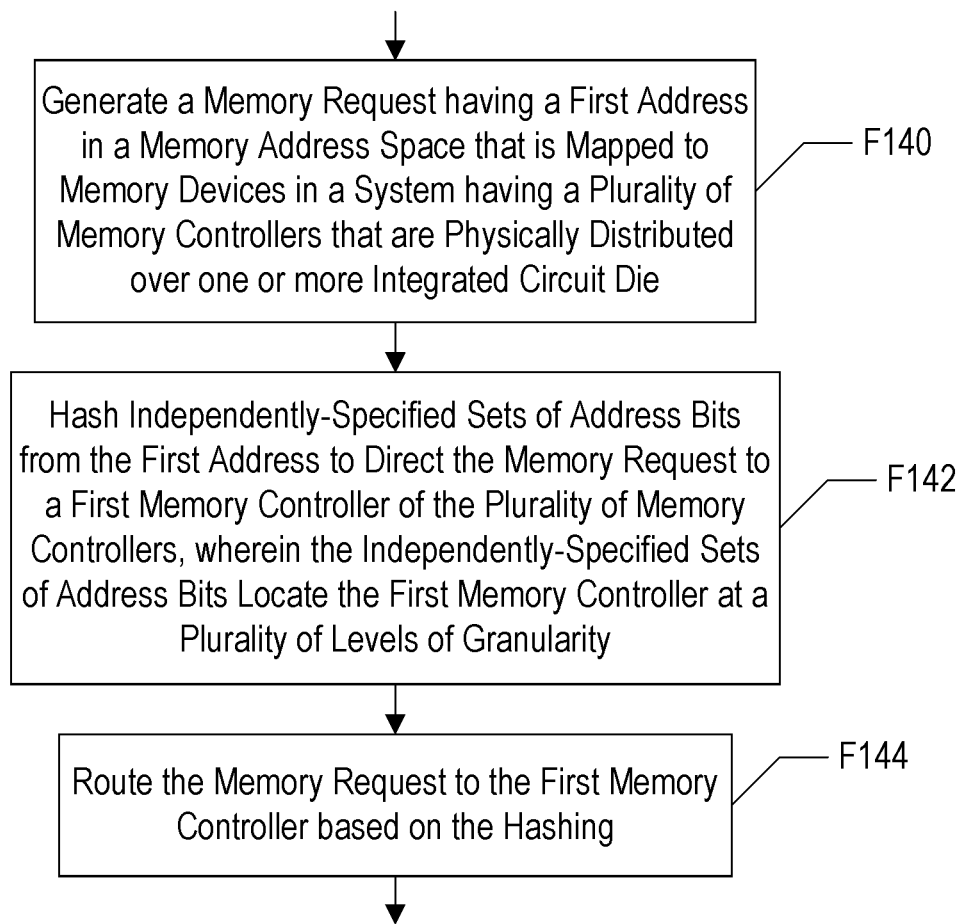 Generate a Memory Request having a First Address
in a Memory Address Space that is Mapped to
Memory Devices in a System having a Plurality of
Memory Controllers that are Physically Distributed
over one or more Integrated Circuit Die
F140
Hash Independently-Specified Sets of Address Bits
from the First Address to Direct the Memory Request to
a First Memory Controller of the Plurality of Memory
Controllers, wherein the Independently-Specified Sets
of Address Bits Locate the First Memory Controller at a
Plurality of Levels of Granularity
F142
Route the Memory Request to the First Memory
Controller based on the Hashing
F144